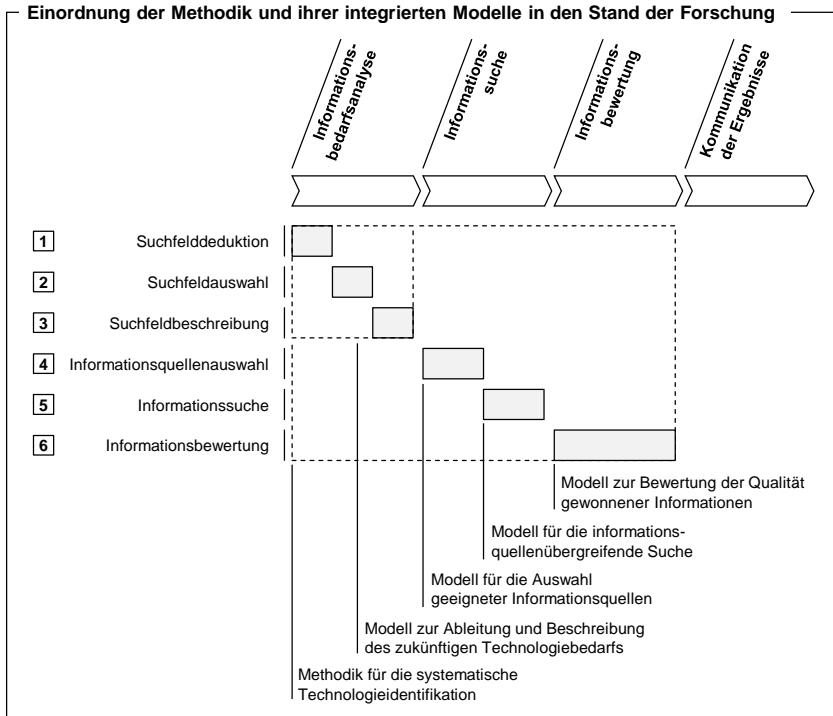 Einordnung der Methodik und ihrer integrierten Modelle in den Stand der Forschung
Informations-
bedarfsanalyse
Informations-
suche
Informations-
bewertung
Kommunikation
der Ergebnisse
1 Suchfelddeduktion
2 Suchfeldauswahl
3 Suchfeldbeschreibung
4 Informationsquellenauswahl
5 Informationssuche
6 Informationsbewertung
Modell zur Bewertung der Qualität
gewonnener Informationen
Modell für die informations-
quellenübergreifende Suche
Modell für die Auswahl
geeigneter Informationsquellen
Modell zur Ableitung und Beschreibung
des zukünftigen Technologiebedarfs
Methodik für die systematische
Technologieidentifikation